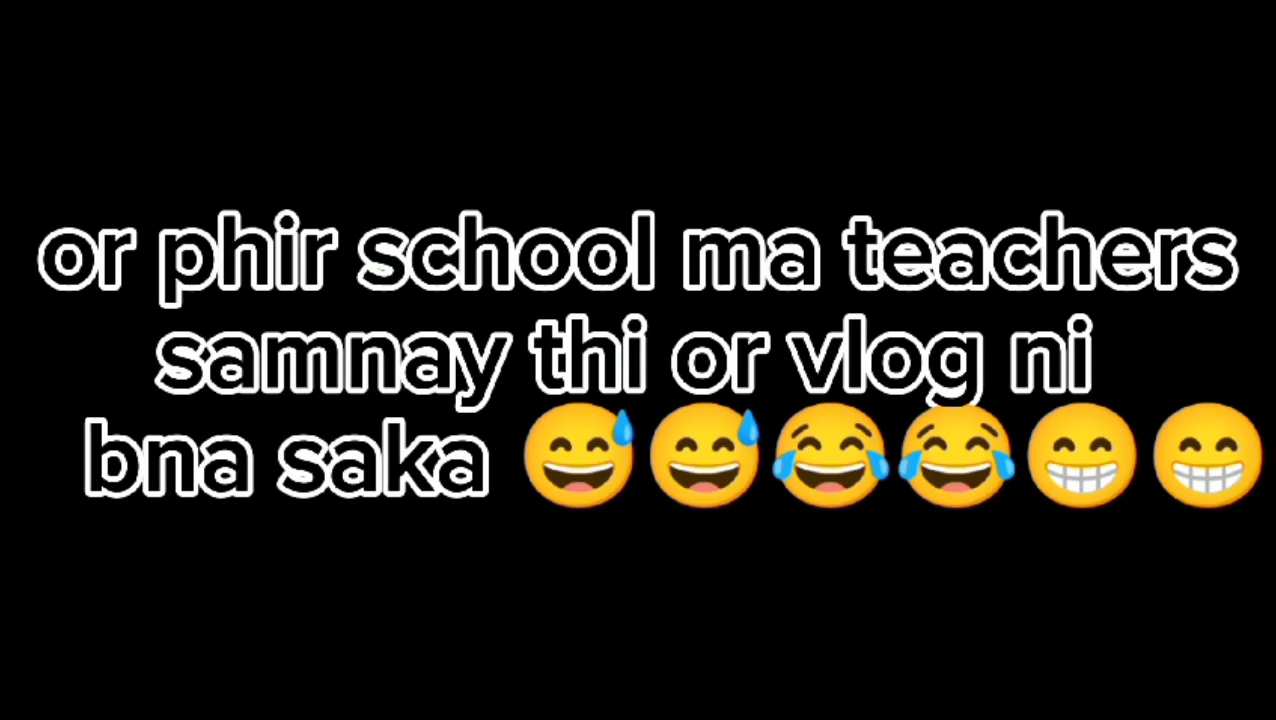 or phir school ma teachers
samnay thi or vlog ni
bna saka 😅😅😂😂😁😁